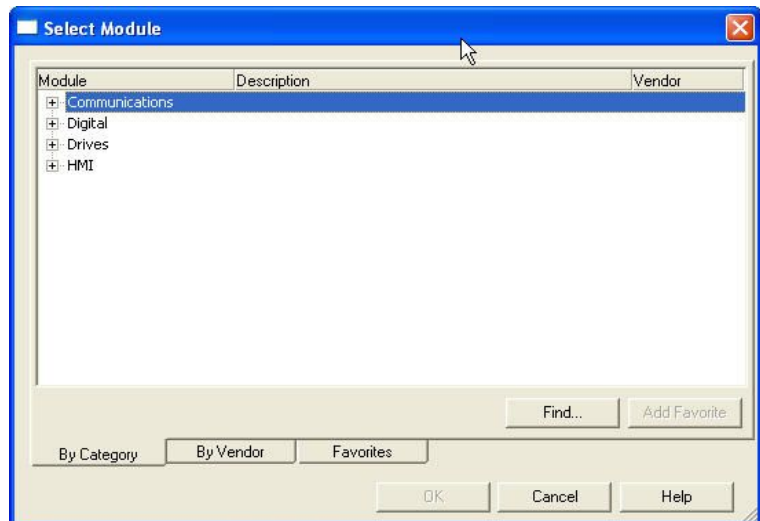 Select Module
Module Description Vendor
Communications
Digital
Drives
HMI
Find... Add Favorite
By Category By Vendor Favorites
OK Cancel Help